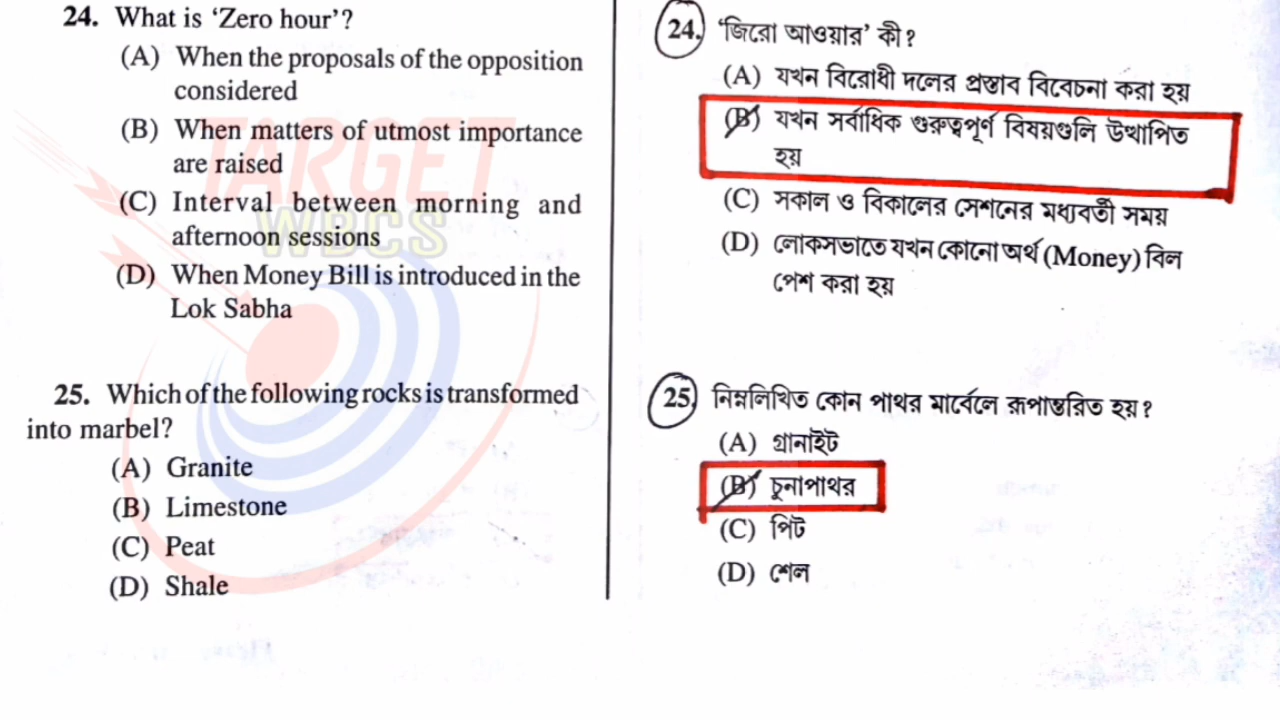 24. What is ‘Zero hour’?
(A) When the proposals of the opposition
considered
(B) When matters of utmost importance
are raised
(C) Interval between morning and
afternoon sessions
(D) When Money Bill is introduced in the
Lok Sabha
25. Which of the following rocks is transformed
into marbel?
(A) Granite
(B) Limestone
(C) Peat
(D) Shale
TARGET
WBCS
24. ‘জিরো আওয়ার’ কী?
(A) যখন বিরোধী দলের প্রস্তাব বিবেচনা করা হয়
(B) যখন সর্বাধিক গুরুত্বপূর্ণ বিষয়গুলি উত্থাপিত
হয়
(C) সকাল ও বিকালের সেশনের মধ্যবর্তী সময়
(D) লোকসভাতে যখন কোনো অর্থ (Money) বিল
পেশ করা হয়
25. নিম্নলিখিত কোন পাথর মার্বেলে রূপান্তরিত হয়?
(A) গ্রানাইট
(B) চুনাপাথর
(C) পিট
(D) শেল